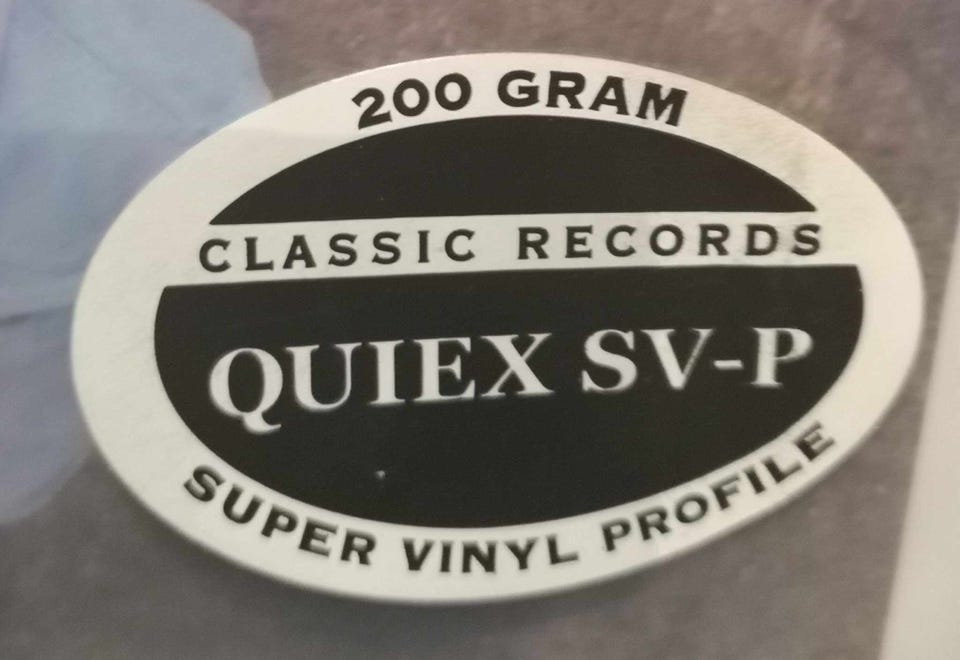 200 GRAM
CLASSIC RECORDS
QUIEX SV-P
SUPER VINYL PROFILE